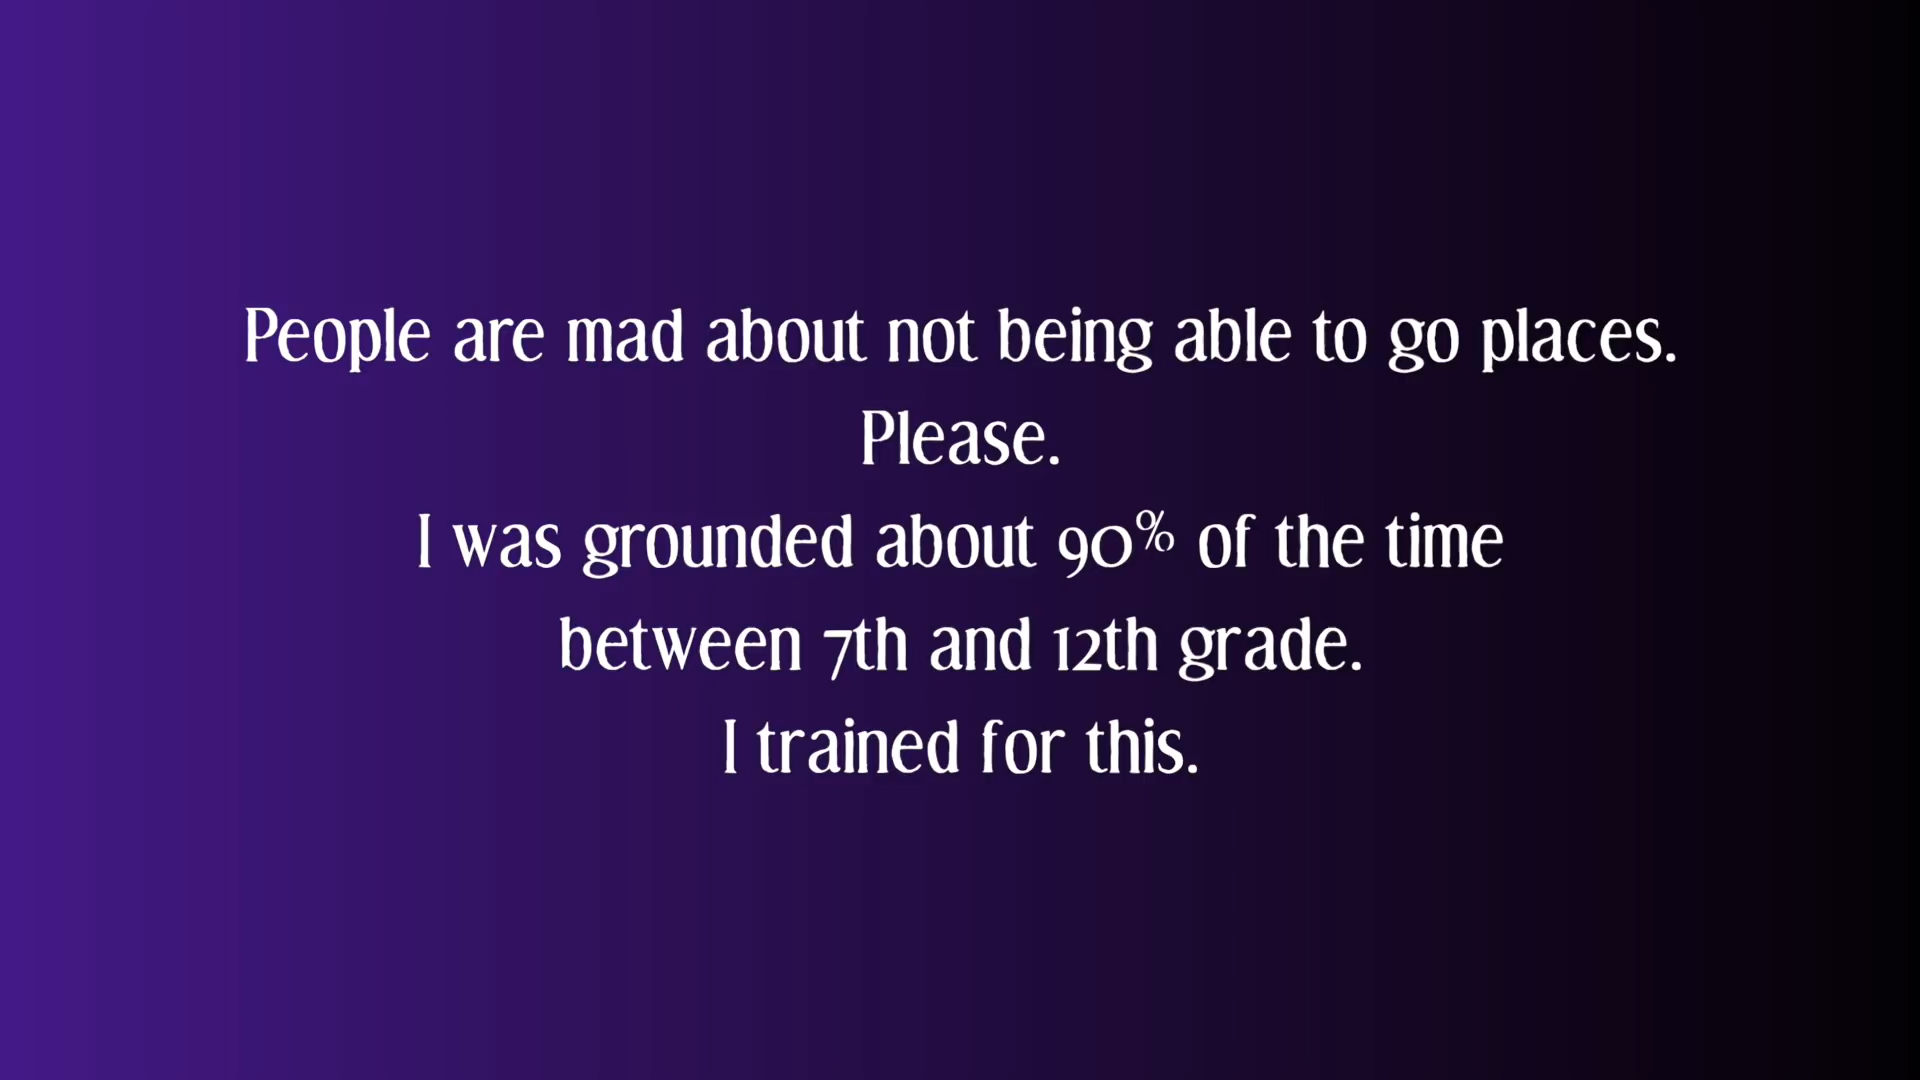 People are mad about not being able to go places.
Please.
I was grounded about 90% of the time
between 7th and 12th grade.
I trained for this.